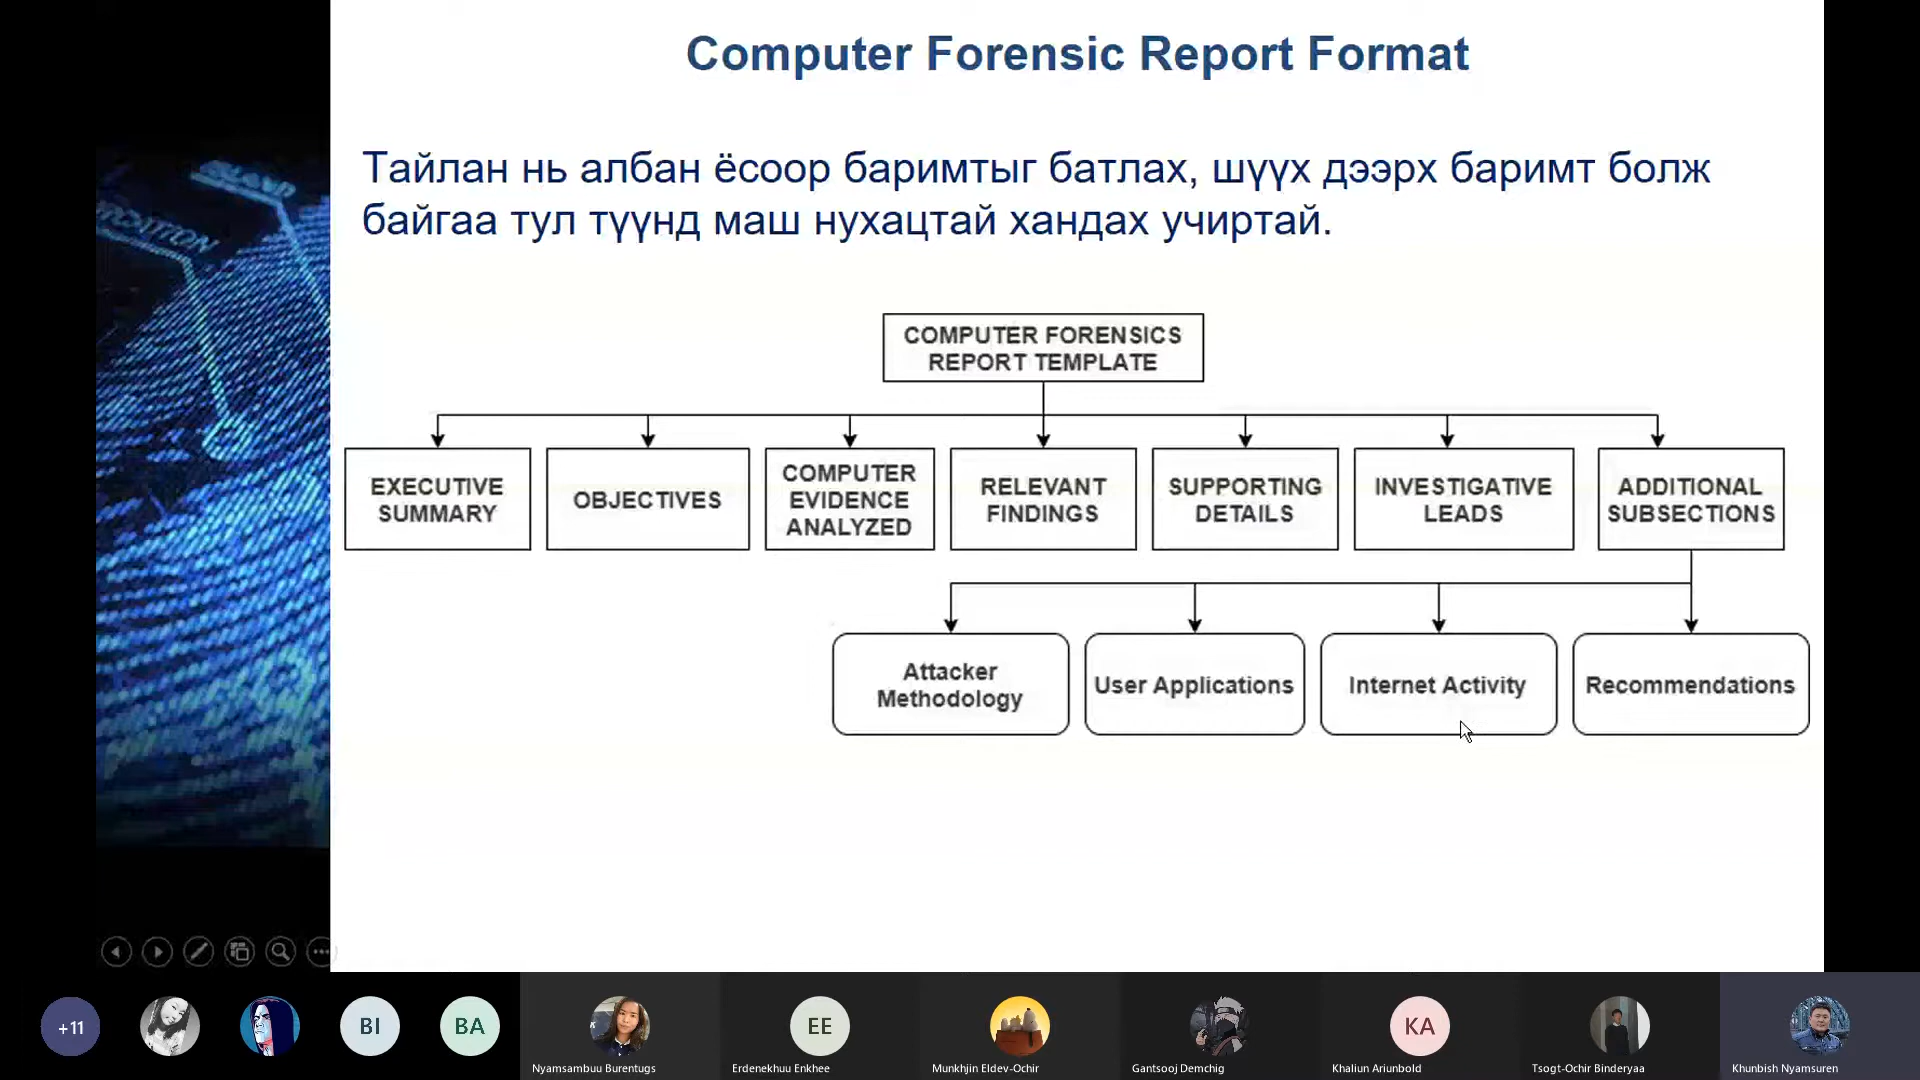 Computer Forensic Report Format
Тайлан нь албан ёсоор баримтыг батлах, шүүх дээрх баримт болж
байгаа тул түүнд маш нухацтай хандах учиртай.
COMPUTER FORENSICS
REPORT TEMPLATE
EXECUTIVE
SUMMARY
OBJECTIVES
COMPUTER
EVIDENCE
ANALYZED
RELEVANT
FINDINGS
SUPPORTING
DETAILS
INVESTIGATIVE
LEADS
ADDITIONAL
SUBSECTIONS
Attacker
Methodology
User Applications
Internet Activity
Recommendations
+11
BI
BA
Nyamsambuu Burentugs
EE
Erdenekhuu Enkhee
Munkhjin Eldev-Ochir
Gantsooj Demchig
KA
Khaliun Ariunbold
Tsogt-Ochir Binderyaa
Khunbish Nyamsuren